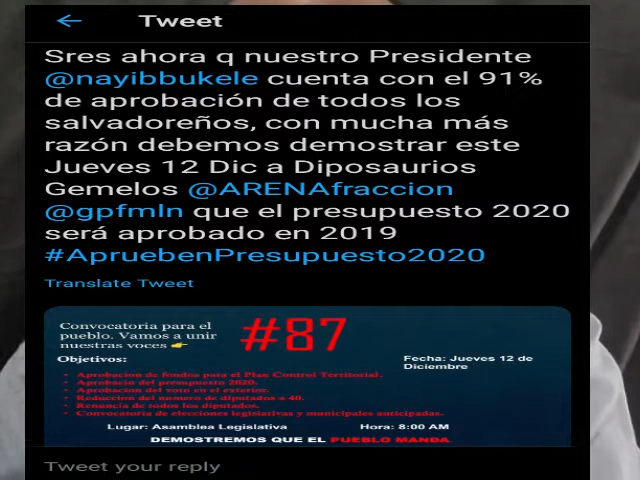 Tweet
Sres ahora q nuestro Presidente
@nayibbukele cuenta con el 91%
de aprobación de todos los
salvadoreños, con mucha más
razón debemos demostrar este
Jueves 12 Dic a Diposaurios
Gemelos @ARENAfraccion
@gpfmln que el presupuesto 2020
será aprobado en 2019
#ApruebenPresupuesto2020
Translate Tweet
Convocatoria para el
pueblo. Vamos a unir
nuestras voces 👉
#87
Objetivos:
Fecha: Jueves 12 de
Diciembre
• Aprobacion de fondos para el Plan Control Territorial.
• Aprobacio del presupuesto 2020.
• Aprobacion del voto en el exterior.
• Reduccion del numero de diputados a 40.
• Renuncia de todos los diputados.
• Convocatoria de elecciones legislativas y municipales anticipadas.
Lugar: Asamblea Legislativa
Hora: 8:00 AM
DEMOSTREMOS QUE EL PUEBLO MANDA
Tweet your reply